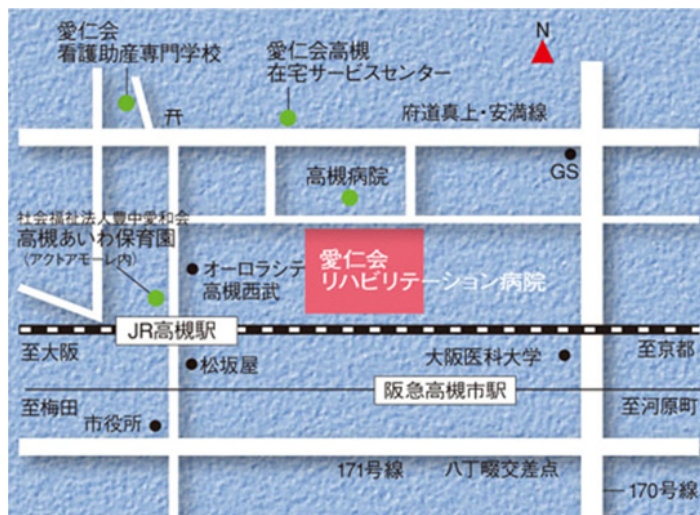 愛仁会
看護助産専門学校
愛仁会高槻
在宅サービスセンター
N
府道真上・安満線
GS
高槻病院
社会福祉法人豊中愛和会
高槻あいわ保育園
(アクトアモーレ内)
オーロラシテ
高槻西武
愛仁会
リハビリテーション病院
JR高槻駅
至大阪
至京都
松坂屋
大阪医科大学
阪急高槻市駅
至梅田
至河原町
市役所
171号線
八丁畷交差点
170号線